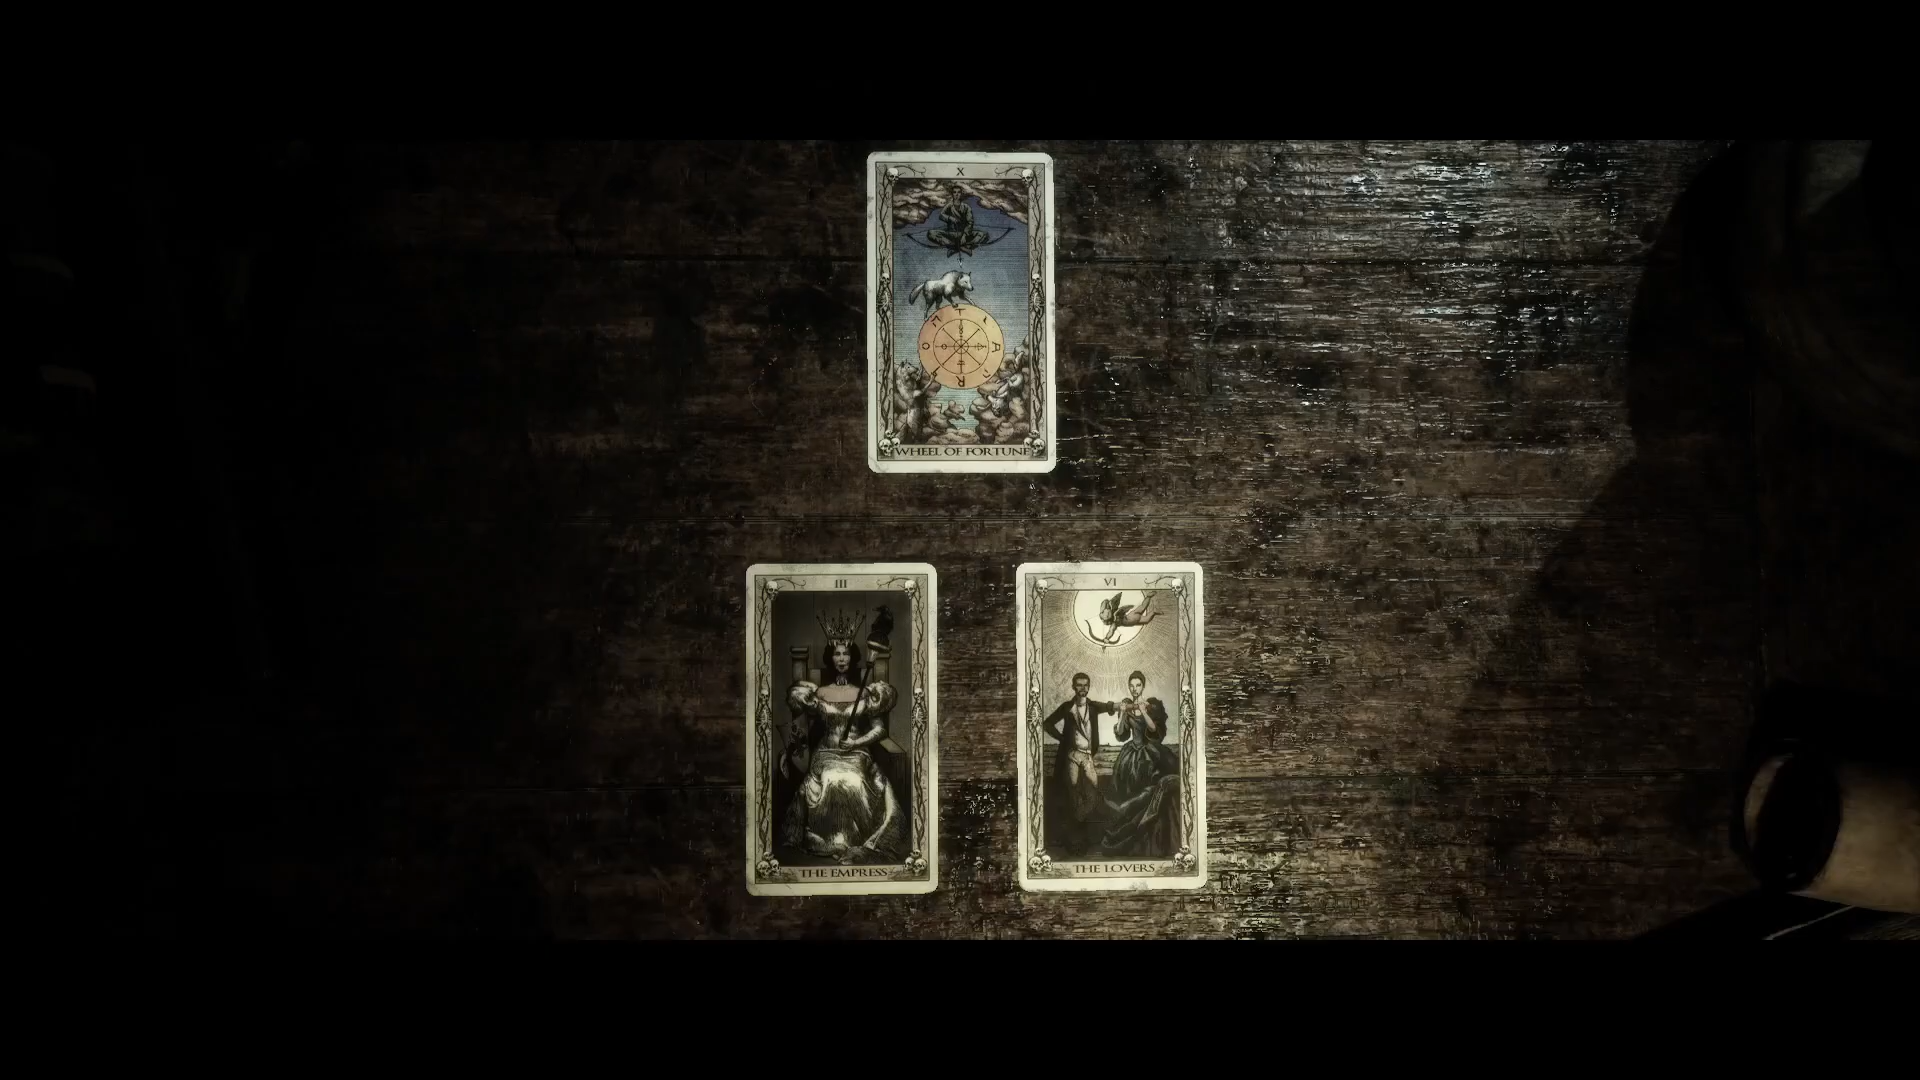 X
WHEEL OF FORTUNE
III
THE EMPRESS
VI
THE LOVERS